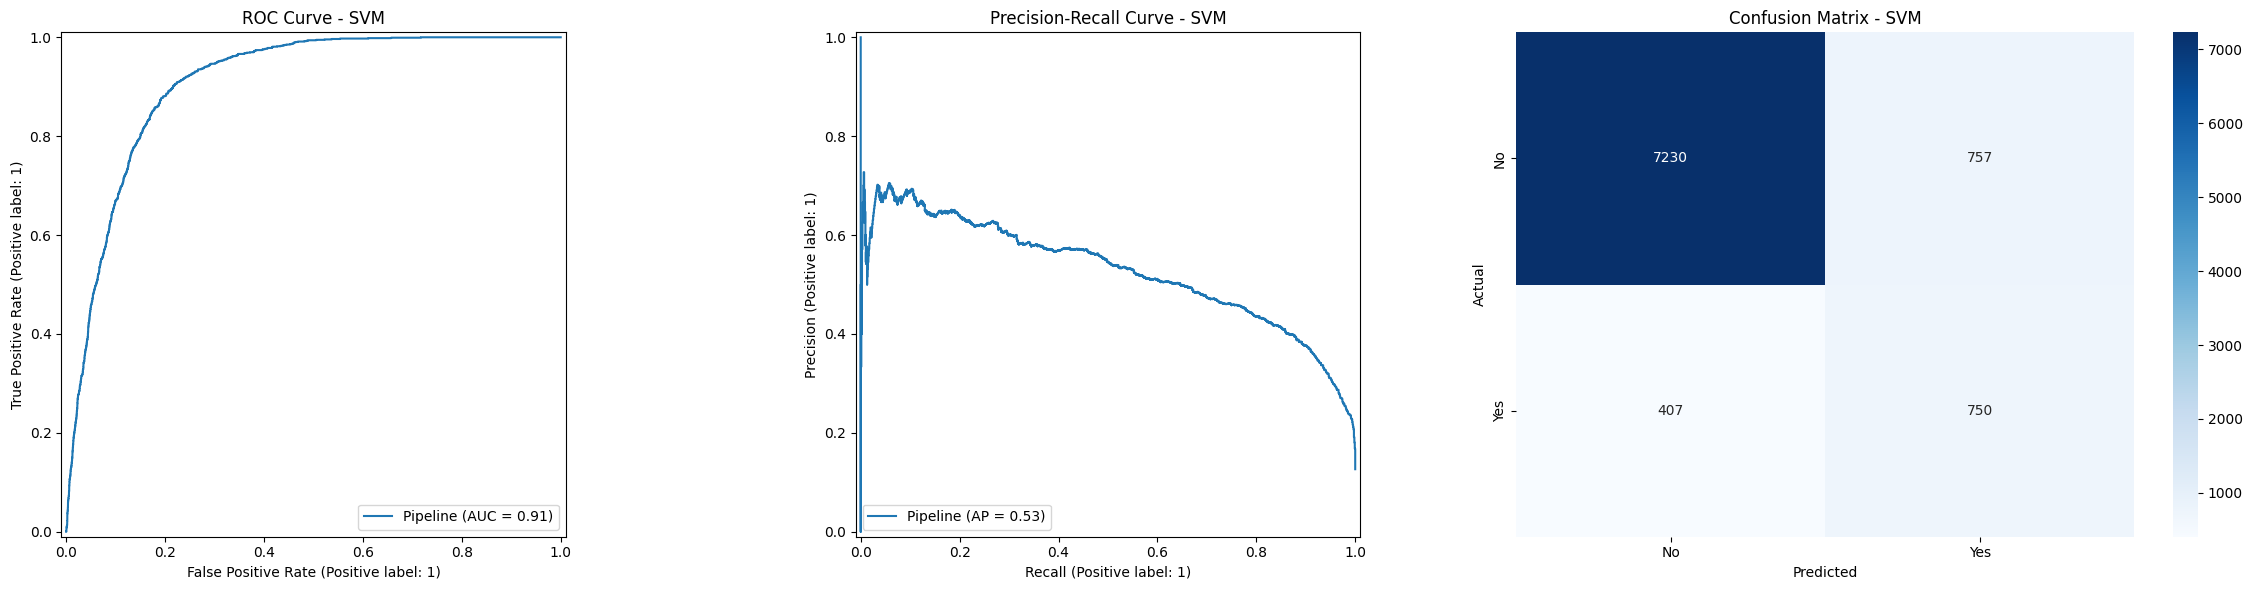 ROC Curve - SVM
True Positive Rate (Positive label: 1)
1.0
0.8
0.6
0.4
0.2
0.0
Pipeline (AUC = 0.91)
0.0 0.2 0.4 0.6 0.8 1.0
False Positive Rate (Positive label: 1)
Precision-Recall Curve - SVM
Precision (Positive label: 1)
1.0
0.8
0.6
0.4
0.2
0.0
Pipeline (AP = 0.53)
0.0 0.2 0.4 0.6 0.8 1.0
Recall (Positive label: 1)
Confusion Matrix - SVM
Actual
No
Yes
7230 757
407 750
No Yes
Predicted
7000
6000
5000
4000
3000
2000
1000